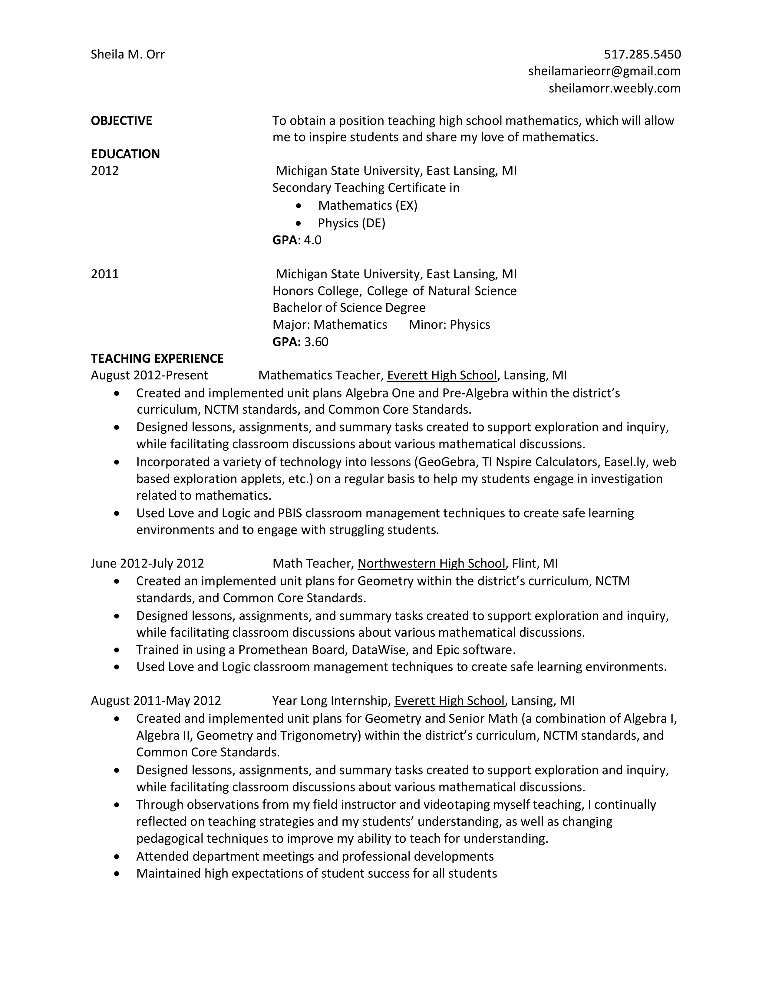 Sheila M. Orr 517.285.5450
sheilamarieorr@gmail.com
sheilamorr.weebly.com
OBJECTIVE To obtain a position teaching high school mathematics, which will allow
me to inspire students and share my love of mathematics.
EDUCATION
2012 Michigan State University, East Lansing, MI
Secondary Teaching Certificate in
• Mathematics (EX)
• Physics (DE)
GPA: 4.0
2011 Michigan State University, East Lansing, MI
Honors College, College of Natural Science
Bachelor of Science Degree
Major: Mathematics Minor: Physics
GPA: 3.60
TEACHING EXPERIENCE
August 2012-Present Mathematics Teacher, Everett High School, Lansing, MI
• Created and implemented unit plans Algebra One and Pre-Algebra within the district's
curriculum, NCTM standards, and Common Core Standards.
• Designed lessons, assignments, and summary tasks created to support exploration and inquiry,
while facilitating classroom discussions about various mathematical discussions.
• Incorporated a variety of technology into lessons (GeoGebra, TI Nspire Calculators, Easel.ly, web
based exploration applets, etc.) on a regular basis to help my students engage in investigation
related to mathematics.
• Used Love and Logic and PBIS classroom management techniques to create safe learning
environments and to engage with struggling students.
June 2012-July 2012 Math Teacher, Northwestern High School, Flint, MI
• Created an implemented unit plans for Geometry within the district's curriculum, NCTM
standards, and Common Core Standards.
• Designed lessons, assignments, and summary tasks created to support exploration and inquiry,
while facilitating classroom discussions about various mathematical discussions.
• Trained in using a Promethean Board, DataWise, and Epic software.
• Used Love and Logic classroom management techniques to create safe learning environments.
August 2011-May 2012 Year Long Internship, Everett High School, Lansing, MI
• Created and implemented unit plans for Geometry and Senior Math (a combination of Algebra I,
Algebra II, Geometry and Trigonometry) within the district's curriculum, NCTM standards, and
Common Core Standards.
• Designed lessons, assignments, and summary tasks created to support exploration and inquiry,
while facilitating classroom discussions about various mathematical discussions.
• Through observations from my field instructor and videotaping myself teaching, I continually
reflected on teaching strategies and my students' understanding, as well as changing
pedagogical techniques to improve my ability to teach for understanding.
• Attended department meetings and professional developments
• Maintained high expectations of student success for all students